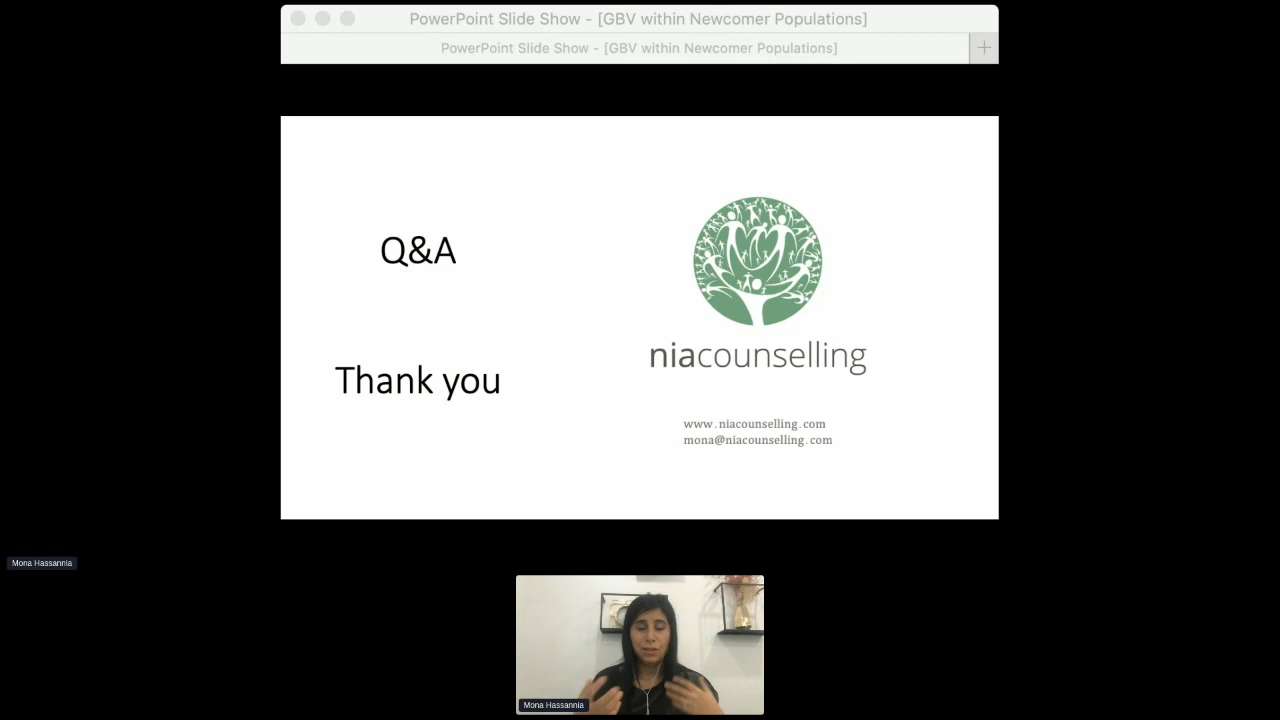 PowerPoint Slide Show - [GBV within Newcomer Populations]
PowerPoint Slide Show - [GBV within Newcomer Populations]
Q&A
Thank you
niacounselling
www.niacounselling.com
mona@niacounselling.com
Mona Hassannia
Mona Hassannia